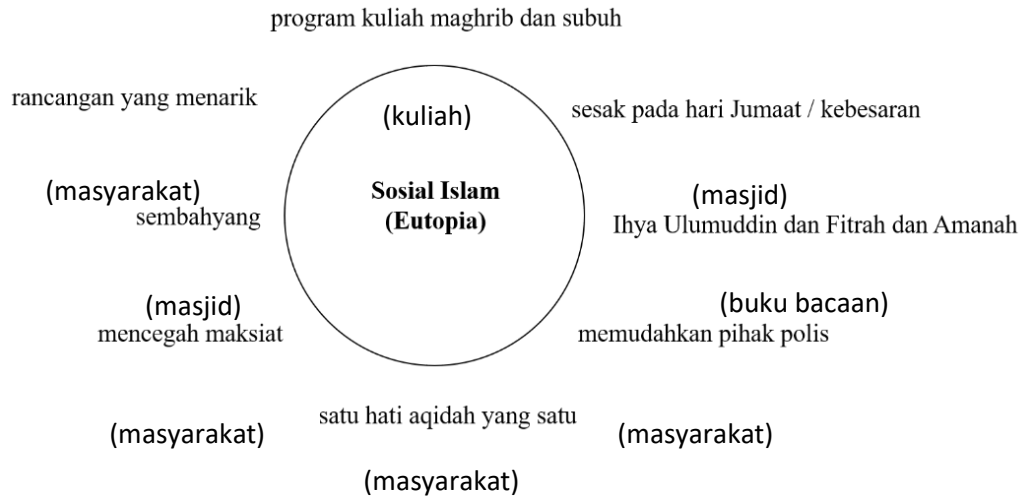 program kuliah maghrib dan subuh
rancangan yang menarik
(kuliah)
sesak pada hari Jumaat / kebesaran
(masyarakat)
Sosial Islam
(Eutopia)
(masjid)
sembahyang
Ihya Ulumuddin dan Fitrah dan Amanah
(masjid)
(buku bacaan)
mencegah maksiat
memudahkan pihak polis
satu hati aqidah yang satu
(masyarakat)
(masyarakat)
(masyarakat)